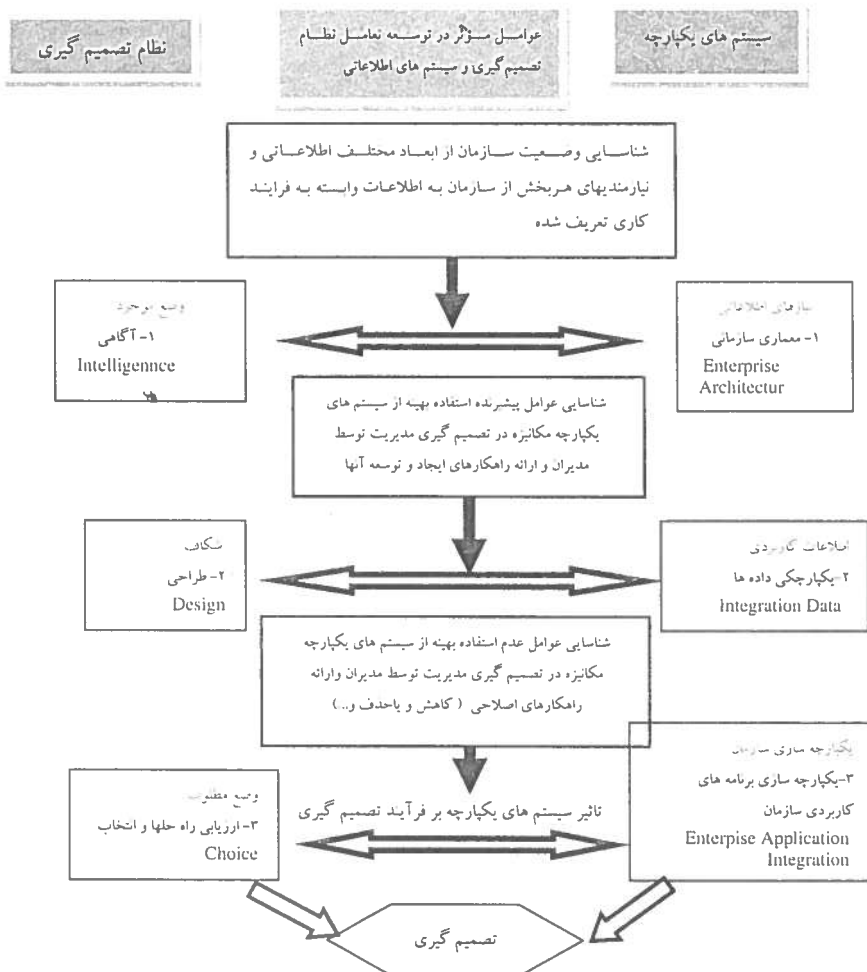 سیستم های یکپارچه
عوامل مؤثر در توسعه تعامل نظام
تصمیم‌گیری و سیستم های اطلاعاتی
نظام تصمیم گیری
شناسایی وضعیت سازمان از ابعاد مختلف اطلاعاتی و
نیازمندیهای هربخش از سازمان به اطلاعات وابسته به فرایند
کاری تعریف شده
نیازهای اطلاعاتی
۱- معماری سازمانی
Enterprise
Architectur
وضع موجود
۱- آگاهی
Intelligennce
شناسایی عوامل پیشبرنده استفاده بهینه از سیستم های
یکپارچه مکانیزه در تصمیم گیری مدیریت توسط
مدیران و ارائه راهکارهای ایجاد و توسعه آنها
اطلاعات کاربردی
۲-یکپارچگی داده ها
Integration Data
شکاف
۲- طراحی
Design
شناسایی عوامل عدم استفاده بهینه از سیستم های یکپارچه
مکانیزه در تصمیم گیری مدیریت توسط مدیران وارائه
راهکارهای اصلاحی ( کاهش و یاحذف و...)
یکپارچه سازی سازمان
۳-یکپارچه سازی برنامه های
کاربردی سازمان
Enterpise Application
Integration
تاثیر سیستم های یکپارچه بر فرآیند تصمیم گیری
وضع مطلوب
۳- ارزیابی راه حلها و انتخاب
Choice
تصمیم گیری